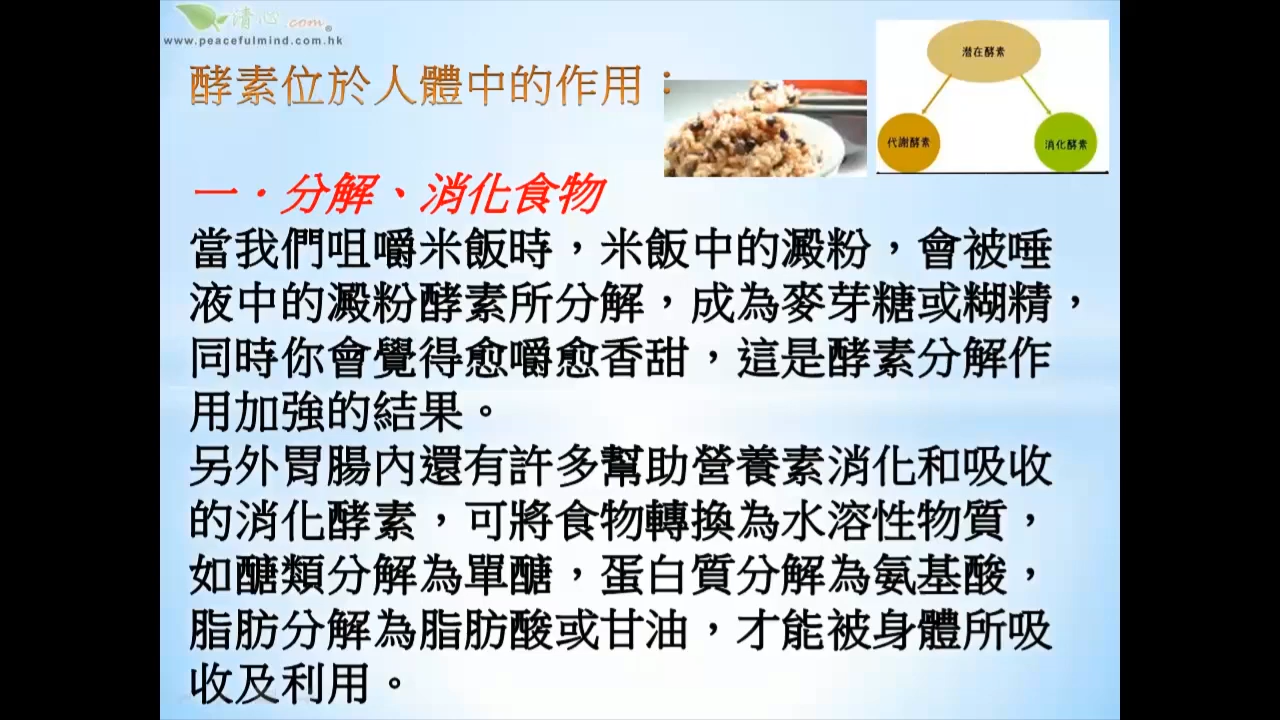 清心.com
www.peacefulmind.com.hk
酵素位於人體中的作用：
潛在酵素
代謝酵素
消化酵素
一．分解、消化食物
當我們咀嚼米飯時，米飯中的澱粉，會被唾
液中的澱粉酵素所分解，成為麥芽糖或糊精，
同時你會覺得愈嚼愈香甜，這是酵素分解作
用加強的結果。
另外胃腸內還有許多幫助營養素消化和吸收
的消化酵素，可將食物轉換為水溶性物質，
如醣類分解為單醣，蛋白質分解為氨基酸，
脂肪分解為脂肪酸或甘油，才能被身體所吸
收及利用。